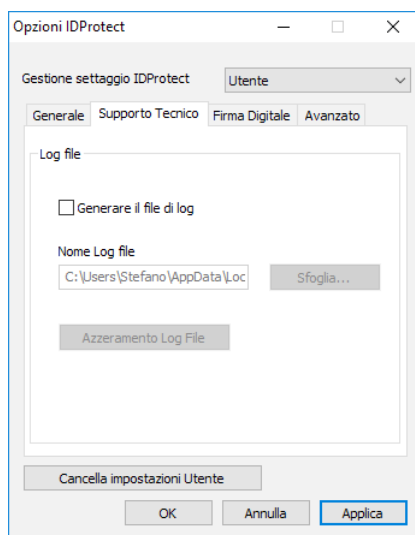 Opzioni IDProtect
Gestione settaggio IDProtect Utente
Generale Supporto Tecnico Firma Digitale Avanzato
Log file
Generare il file di log
Nome Log file
C:\Users\Stefano\AppData\Loc Sfoglia...
Azzeramento Log File
Cancella impostazioni Utente
OK Annulla Applica